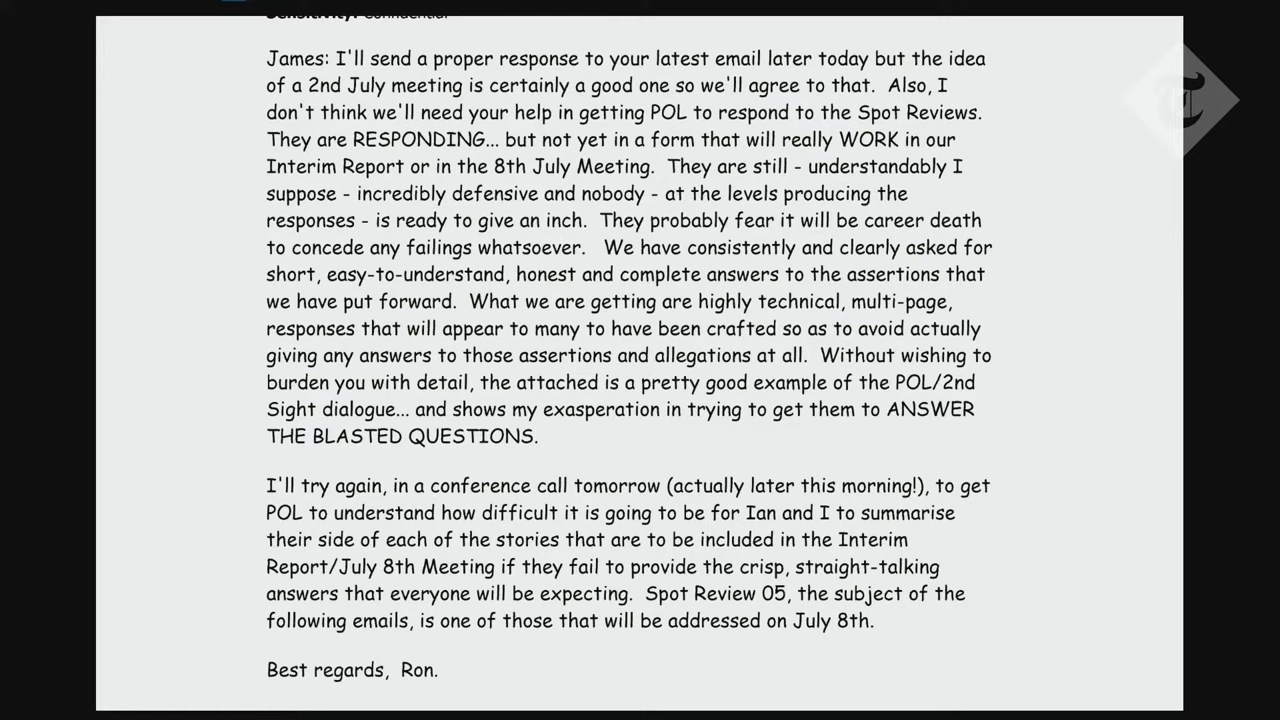 Sensitivity: Confidential
James: I'll send a proper response to your latest email later today but the idea
of a 2nd July meeting is certainly a good one so we'll agree to that.  Also, I
don't think we'll need your help in getting POL to respond to the Spot Reviews.
They are RESPONDING... but not yet in a form that will really WORK in our
Interim Report or in the 8th July Meeting.  They are still - understandably I
suppose - incredibly defensive and nobody - at the levels producing the
responses - is ready to give an inch.  They probably fear it will be career death
to concede any failings whatsoever.   We have consistently and clearly asked for
short, easy-to-understand, honest and complete answers to the assertions that
we have put forward.  What we are getting are highly technical, multi-page,
responses that will appear to many to have been crafted so as to avoid actually
giving any answers to those assertions and allegations at all.  Without wishing to
burden you with detail, the attached is a pretty good example of the POL/2nd
Sight dialogue... and shows my exasperation in trying to get them to ANSWER
THE BLASTED QUESTIONS.
I'll try again, in a conference call tomorrow (actually later this morning!), to get
POL to understand how difficult it is going to be for Ian and I to summarise
their side of each of the stories that are to be included in the Interim
Report/July 8th Meeting if they fail to provide the crisp, straight-talking
answers that everyone will be expecting.  Spot Review 05, the subject of the
following emails, is one of those that will be addressed on July 8th.
Best regards,  Ron.